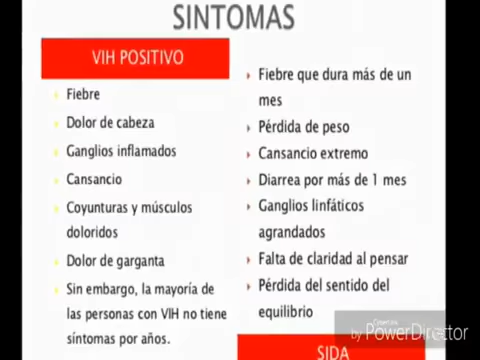 SINTOMAS
VIH POSITIVO
Fiebre
Dolor de cabeza
Ganglios inflamados
Cansancio
Coyunturas y músculos
doloridos
Dolor de garganta
Sin embargo, la mayoría de
las personas con VIH no tiene
síntomas por años.
Fiebre que dura más de un
mes
Pérdida de peso
Cansancio extremo
Diarrea por más de 1 mes
Ganglios linfáticos
agrandados
Falta de claridad al pensar
Pérdida del sentido del
equilibrio
SIDA
by PowerDirector